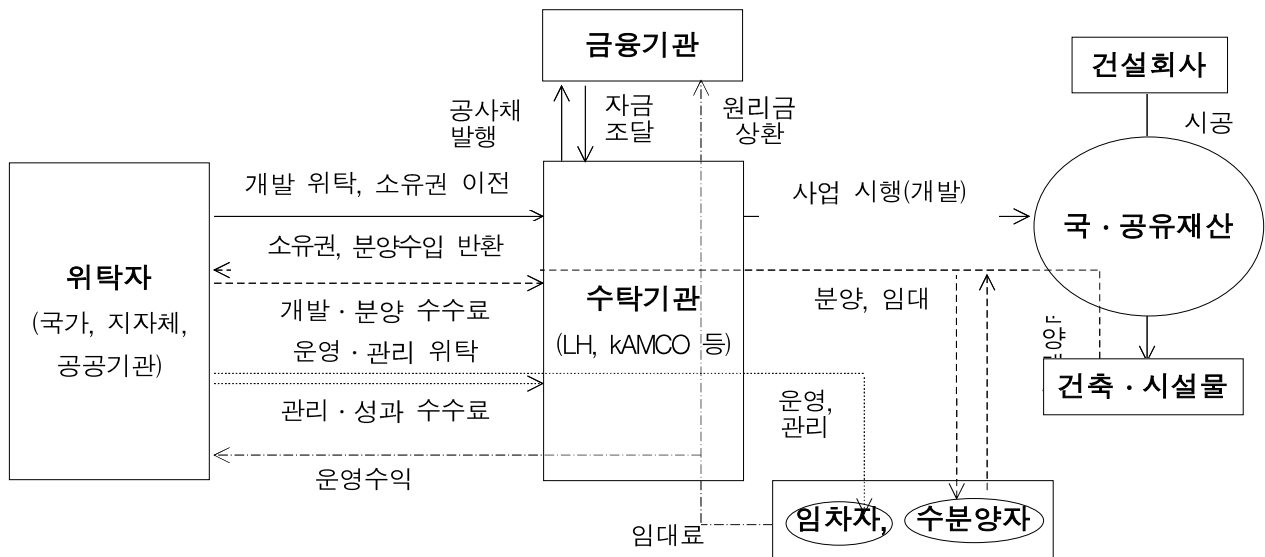 금융기관
건설회사
공사채
발행
자금
조달
원리금
상환
시공
개발 위탁, 소유권 이전
사업 시행(개발)
국 · 공유재산
소유권, 분양수입 반환
위탁자
(국가, 지자체,
공공기관)
수탁기관
(LH, kAMCO 등)
개발 · 분양 수수료
분양, 임대
운영 · 관리 위탁
건축 · 시설물
관리 · 성과 수수료
운영,
관리
운영수익
임대료
임차자,
수분양자